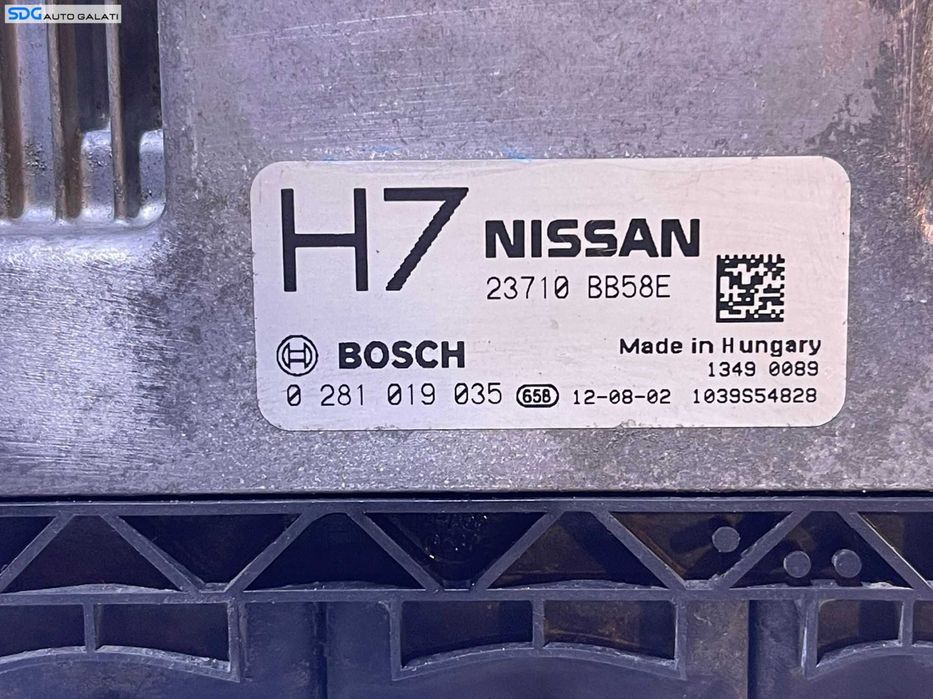 SDG AUTO GALATI
H7 NISSAN
23710 BB58E
BOSCH
Made in Hungary
1349 0089
0 281 019 035 65B 12-08-02 1039S54828